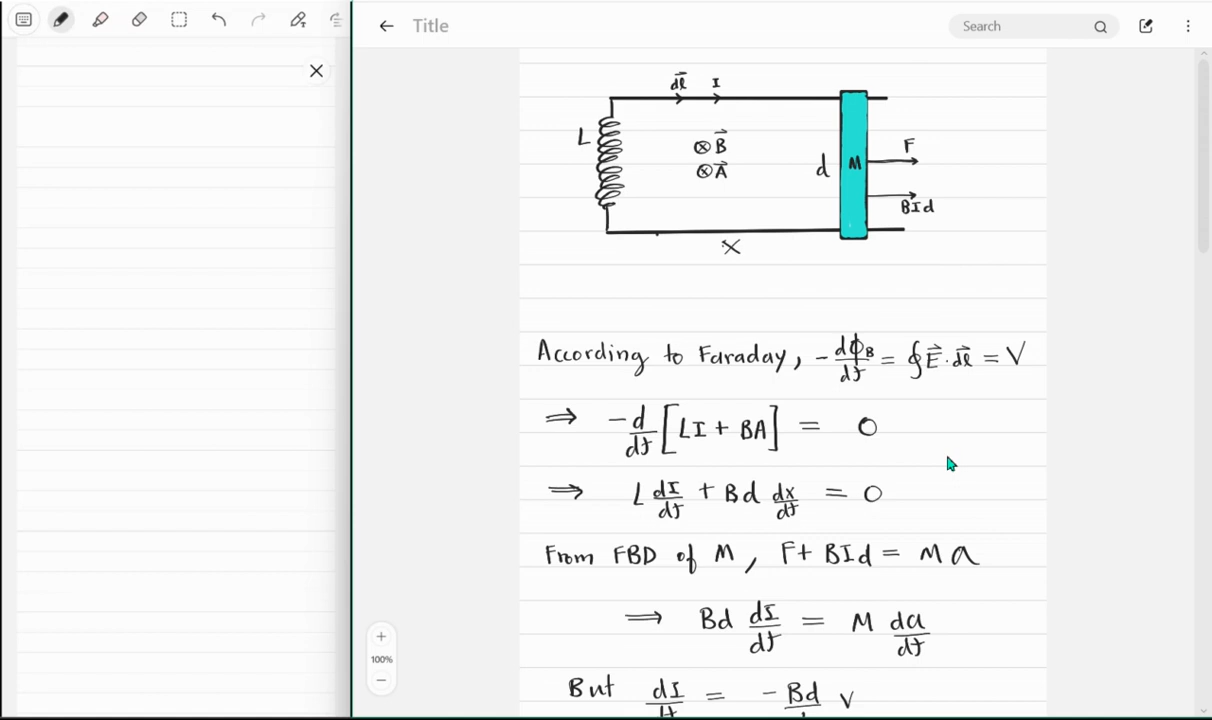 Title
Search
dl⃗ I
L
⊗ B⃗
⊗ A⃗
d M F
BId
X
According to Faraday, -dϕ_B/dt = ∮E⃗.dl⃗ = V
⇒ -d/dt [LI + BA] = 0
⇒ L dI/dt + Bd dx/dt = 0
From FBD of M, F + BId = Ma
⇒ Bd dI/dt = M da/dt
100%
But dI/dt = -Bd/L v